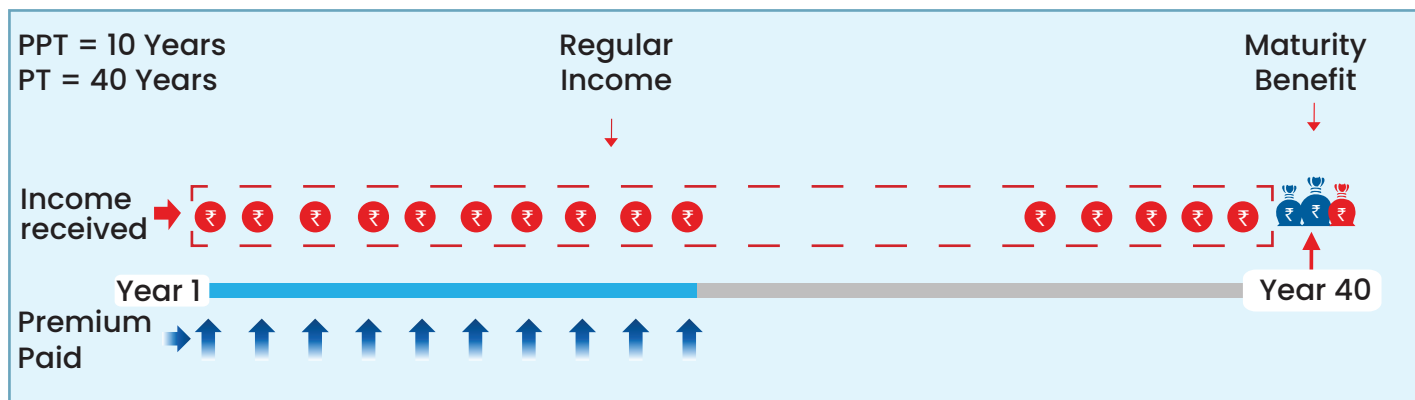 PPT = 10 Years
PT = 40 Years
Regular
Income
Maturity
Benefit
Income
received
₹ ₹ ₹ ₹ ₹ ₹ ₹ ₹ ₹ ₹ ₹ ₹ ₹ ₹ ₹ ₹ ₹ ₹
Year 1
Year 40
Premium
Paid